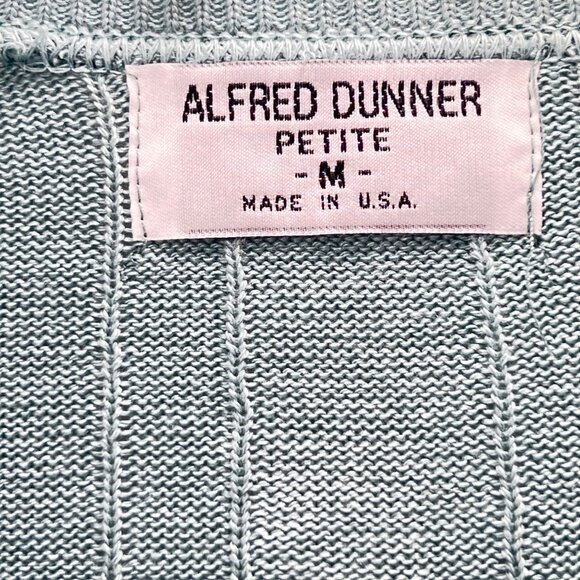 ALFRED DUNNER
PETITE
- M -
MADE IN U.S.A.